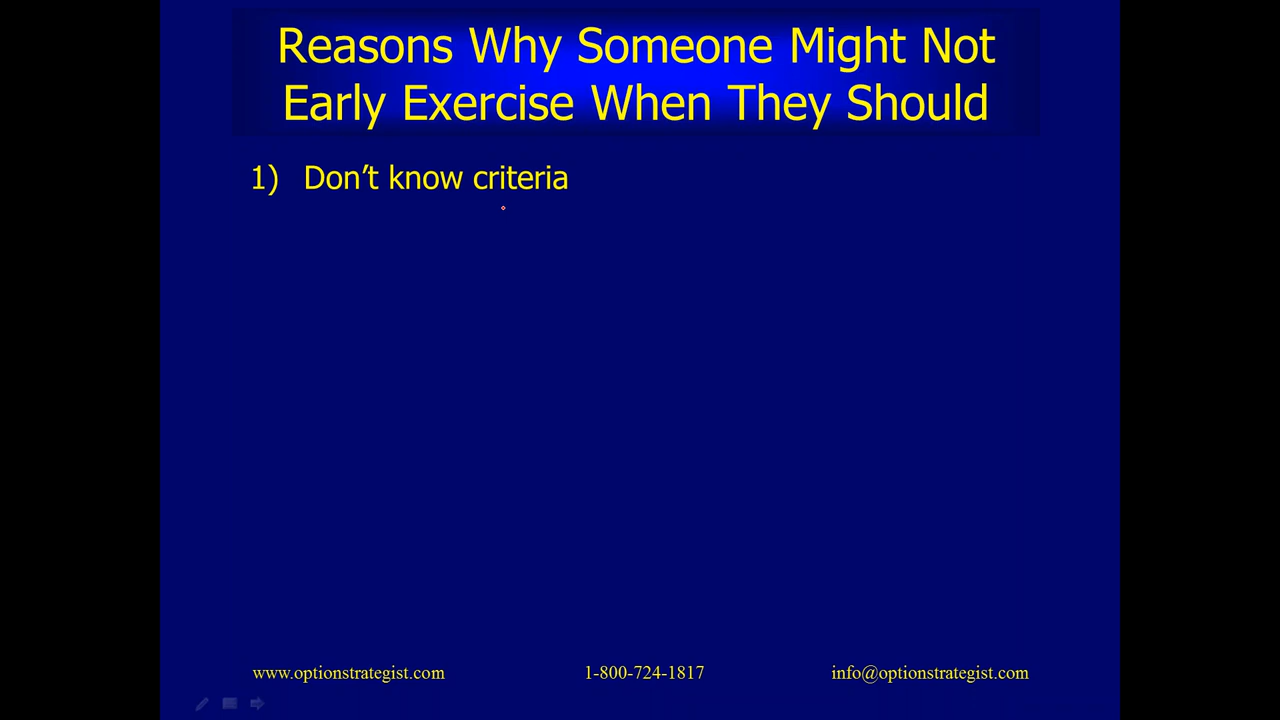 Reasons Why Someone Might Not
Early Exercise When They Should
1) Don’t know criteria
www.optionstrategist.com
1-800-724-1817
info@optionstrategist.com